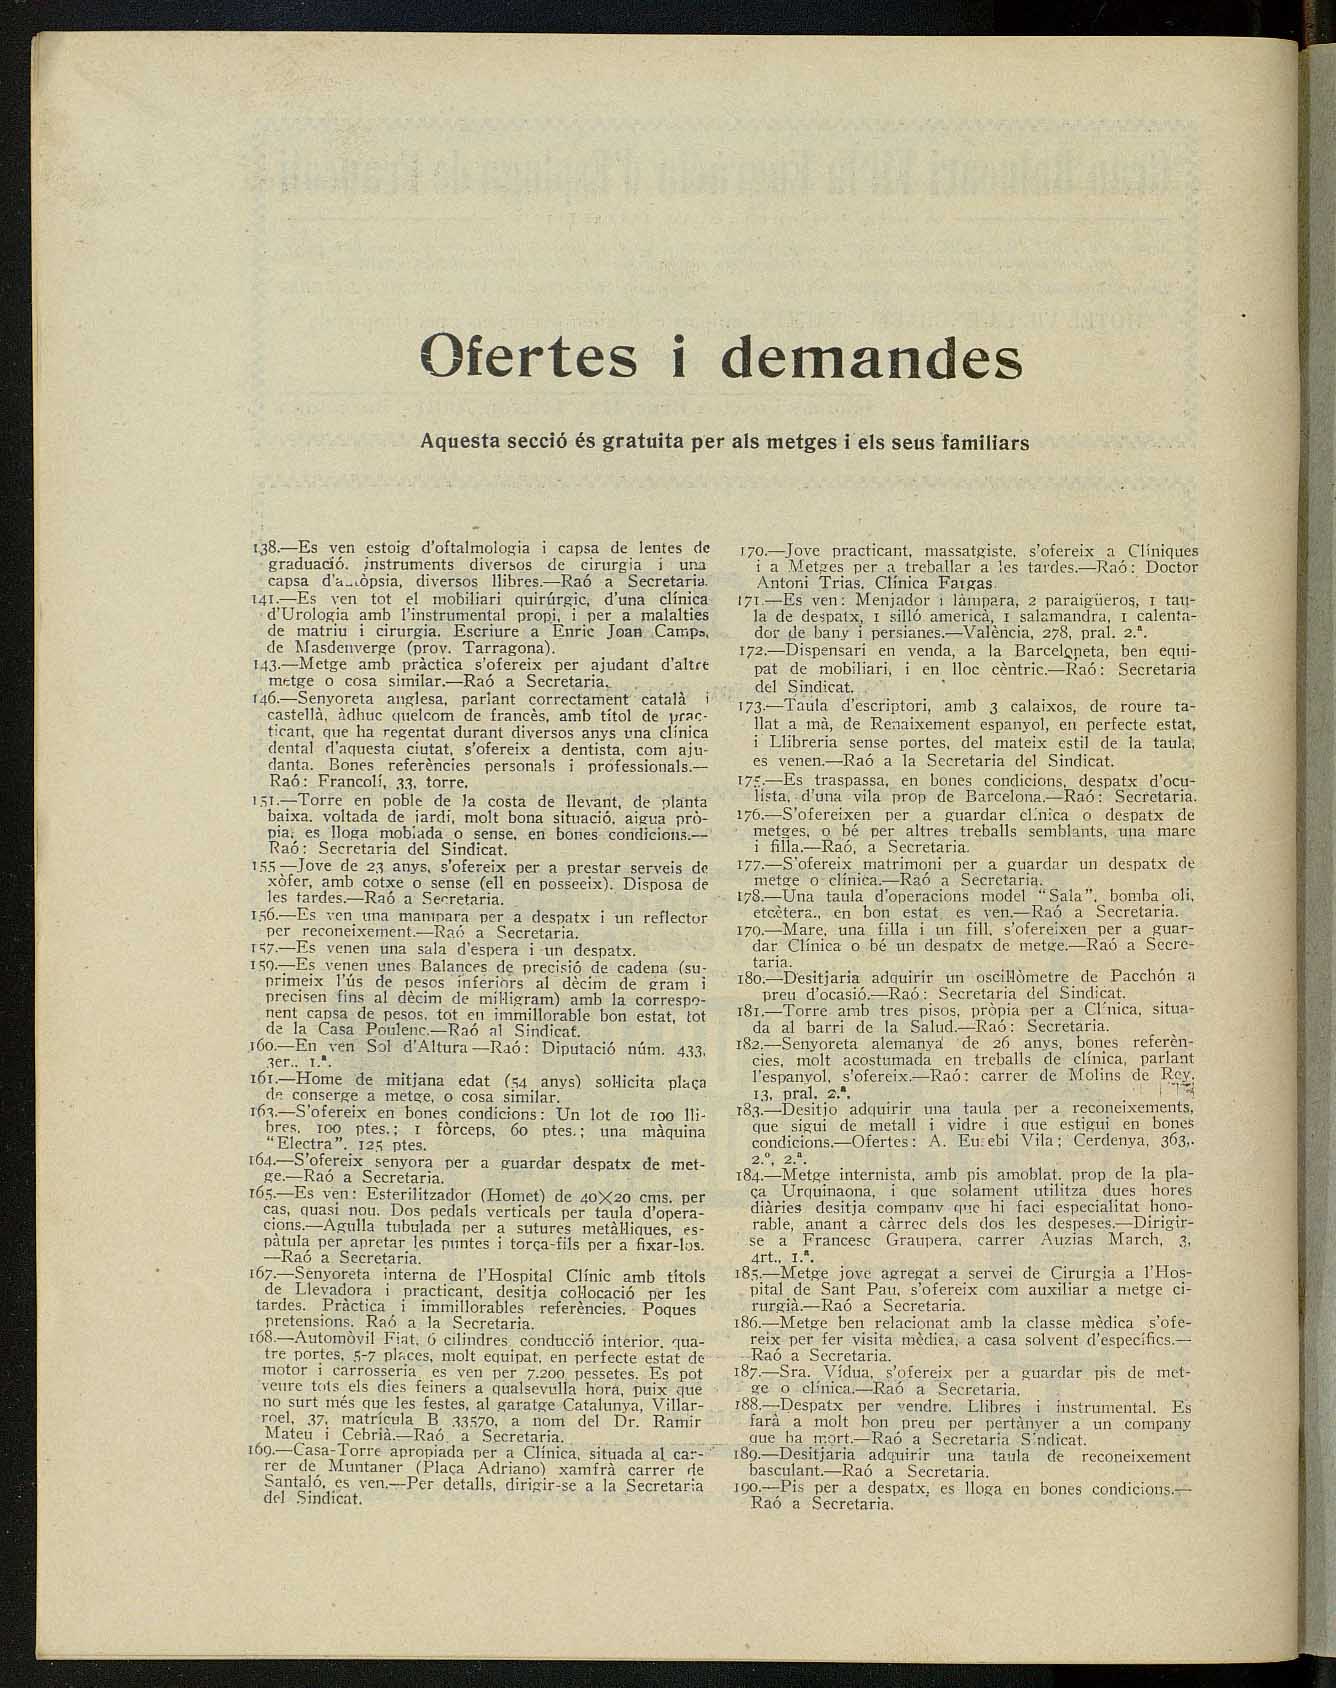 Ofertes i demandes
Aquesta secció és gratuita per als metges i els seus familiars
138.—Es ven estoig d'oftalmologia i capsa de lentes de
graduació. instruments diversos de cirurgia i una
capsa d'autòpsia, diversos llibres.—Raó a Secretaria.
141.—Es ven tot el mobiliari quirúrgic, d'una clínica
d'Urologia amb l'instrumental propi, i per a malalties
de matriu i cirurgia. Escriure a Enric Joan Camps,
de Masdenverge (prov. Tarragona).
143.—Metge amb pràctica s'ofereix per ajudant d'altre
metge o cosa similar.—Raó a Secretaria.
146.—Senyoreta anglesa, parlant correctament català i
castellà, àdhuc quelcom de francès, amb títol de prac-
ticant, que ha regentat durant diversos anys una clínica
dental d'aquesta ciutat, s'ofereix a dentista, com aju-
danta. Bones referències personals i professionals.—
Raó: Francolí, 33, torre.
151.—Torre en poble de la costa de llevant, de planta
baixa. voltada de jardí, molt bona situació, aigua prò-
pia, es lloga moblada o sense, en bones condicions.—
Raó: Secretaria del Sindicat.
155—Jove de 23 anys, s'ofereix per a prestar serveis de
xòfer, amb cotxe o sense (ell en posseeix). Disposa de
les tardes.—Raó a Secretaria.
156.—Es ven una mampara per a despatx i un reflector
per reconeixement.—Raó a Secretaria.
157.—Es venen una sala d'espera i un despatx.
159.—Es venen unes Balances de precisió de cadena (su-
primeix l'ús de pesos inferiors al dècim de gram i
precisen fins al dècim de mil·ligram) amb la correspo-
nent capsa de pesos, tot en immillorable bon estat, tot
de la Casa Poulenc.—Raó al Sindicat.
160.—En ven Sol d'Altura—Raó: Diputació núm. 433,
3er., 1.ª.
161.—Home de mitjana edat (54 anys) sol·licita plaça
de conserge a metge, o cosa similar.
163.—S'ofereix en bones condicions: Un lot de 100 lli-
bres, 100 ptes.; 1 fòrceps, 60 ptes.; una màquina
"Electra". 125 ptes.
164.—S'ofereix senyora per a guardar despatx de met-
ge.—Raó a Secretaria.
165.—Es ven: Esterilitzador (Homet) de 40×20 cms. per
cas, quasi nou. Dos pedals verticals per taula d'opera-
cions.—Agulla tubulada per a sutures metàl·liques, es-
pàtula per apretar les puntes i torça-fils per a fixar-los.
—Raó a Secretaria.
167.—Senyoreta interna de l'Hospital Clínic amb títols
de Llevadora i practicant, desitja col·locació per les
tardes. Pràctica i immillorables referències. Poques
pretensions. Raó a la Secretaria.
168.—Automòvil Fiat, 6 cilindres, conducció interior, qua-
tre portes, 5-7 places, molt equipat, en perfecte estat de
motor i carrosseria es ven per 7.200 pessetes. Es pot
veure tots els dies feiners a qualsevulla hora, puix que
no surt més que les festes, al garatge Catalunya, Villar-
roel, 37, matrícula B 33570, a nom del Dr. Ramir
Mateu i Cebrià.—Raó a Secretaria.
169.—Casa-Torre apropiada per a Clínica, situada al car-
rer de Muntaner (Plaça Adriano) xamfrà carrer de
Santaló, es ven.—Per detalls, dirigir-se a la Secretaria
del Sindicat.
170.—Jove practicant, massatgiste, s'ofereix a Clíniques
i a Metges per a treballar a les tardes.—Raó: Doctor
Antoni Trias, Clínica Fargas.
171.—Es ven: Menjador i làmpara, 2 paraigüeros, 1 tau-
la de despatx, 1 silló americà, 1 salamandra, 1 calenta-
dor de bany i persianes.—València, 278, pral. 2.ª.
172.—Dispensari en venda, a la Barceloneta, ben equi-
pat de mobiliari, i en lloc cèntric.—Raó: Secretaria
del Sindicat.
173.—Taula d'escriptori, amb 3 calaixos, de roure ta-
llat a mà, de Renaixement espanyol, en perfecte estat,
i Llibreria sense portes, del mateix estil de la taula,
es venen.—Raó a la Secretaria del Sindicat.
175.—Es traspassa, en bones condicions, despatx d'ocu-
lista, d'una vila prop de Barcelona.—Raó: Secretaria.
176.—S'ofereixen per a guardar clínica o despatx de
metges, o bé per altres treballs semblants, una mare
i filla.—Raó, a Secretaria.
177.—S'ofereix matrimoni per a guardar un despatx de
metge o clínica.—Raó a Secretaria.
178.—Una taula d'operacions model "Sala", bomba oli,
etcètera., en bon estat es ven.—Raó a Secretaria.
179.—Mare, una filla i un fill, s'ofereixen per a guar-
dar Clínica o bé un despatx de metge.—Raó a Secre-
taria.
180.—Desitjaria adquirir un oscil·lòmetre de Pacchón a
preu d'ocasió.—Raó: Secretaria del Sindicat.
181.—Torre amb tres pisos, pròpia per a Clínica, situa-
da al barri de la Salud.—Raó: Secretaria.
182.—Senyoreta alemanya de 26 anys, bones referèn-
cies, molt acostumada en treballs de clínica, parlant
l'espanyol, s'ofereix.—Raó: carrer de Molins de Rey,
13, pral. 2.ª.
183.—Desitjo adquirir una taula per a reconeixements,
que sigui de metall i vidre i que estigui en bones
condicions.—Ofertes: A. Eusebi Vila; Cerdenya, 363,.
2.º, 2.ª.
184.—Metge internista, amb pis amoblat, prop de la pla-
ça Urquinaona, i que solament utilitza dues hores
diàries desitja company que hi faci especialitat hono-
rable, anant a càrrec dels dos les despeses.—Dirigir-
se a Francesc Graupera, carrer Auzias March, 3,
4rt., 1.ª.
185.—Metge jove agregat a servei de Cirurgia a l'Hos-
pital de Sant Pau, s'ofereix com auxiliar a metge ci-
rurgià.—Raó a Secretaria.
186.—Metge ben relacionat amb la classe mèdica s'ofe-
reix per fer visita mèdica, a casa solvent d'específics.—
Raó a Secretaria.
187.—Sra. Vídua, s'ofereix per a guardar pis de met-
ge o clínica.—Raó a Secretaria.
188.—Despatx per vendre. Llibres i instrumental. Es
farà a molt bon preu per pertànyer a un company
que ha mort.—Raó a Secretaria Sindicat.
189.—Desitjaria adquirir una taula de reconeixement
basculant.—Raó a Secretaria.
190.—Pis per a despatx, es lloga en bones condicions.—
Raó a Secretaria.